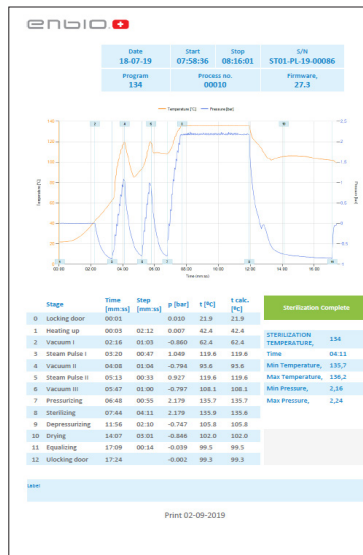 enbio
Date Start Stop S/N
18-07-19 07:58:36 08:16:01 ST01-PL-19-00086
Program Process no. Firmware,
134 00010 27.3
Temperature [ºC] Pressure [bar]
Stage Time [mm:ss] Step [mm:ss] p [bar] t [ºC] t calc. [ºC]
0 Locking door 00:01 0.010 21.9 21.9
1 Heating up 00:03 02:12 0.007 42.4 42.4
2 Vacuum I 02:16 01:03 -0.860 62.4 62.4
3 Steam Pulse I 03:20 00:47 1.049 119.6 119.6
4 Vacuum II 04:08 01:04 -0.794 93.8 93.8
5 Steam Pulse II 05:13 00:33 0.927 119.6 119.6
6 Vacuum III 05:47 01:00 -0.797 108.1 108.1
7 Pressurizing 06:48 00:55 2.179 135.7 135.7
8 Sterilizing 07:44 04:11 2.179 135.9 135.6
9 Depressurizing 11:56 02:10 -0.747 105.8 105.8
10 Drying 14:07 03:01 -0.846 102.0 102.0
11 Equalizing 17:09 00:14 -0.039 99.5 99.5
12 Ulocking door 17:24 -0.002 99.3 99.3
Sterilization Complete
STERILIZATION TEMPERATURE, 134
Time 04:11
Min Temperature, 135,7
Max Temperature, 136,2
Min Pressure, 2,16
Max Pressure, 2,24
Print 02-09-2019